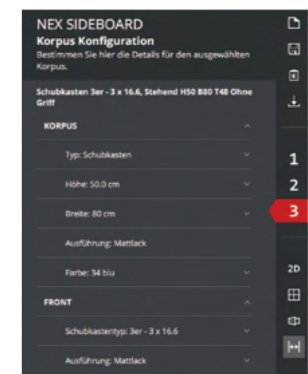 NEX SIDEBOARD
Korpus Konfiguration
Bestimmen Sie hier die Details für den ausgewählten
Korpus.
Schubkasten 3er - 3 x 16.6, Stehend H50 B80 T48 Ohne
Griff
KORPUS
Typ: Schubkasten
Höhe: 50.0 cm
Breite: 80 cm
Ausführung: Mattlack
Farbe: 34 blu
FRONT
Schubkastentyp: 3er - 3 x 16.6
Ausführung: Mattlack
1
2
3
2D